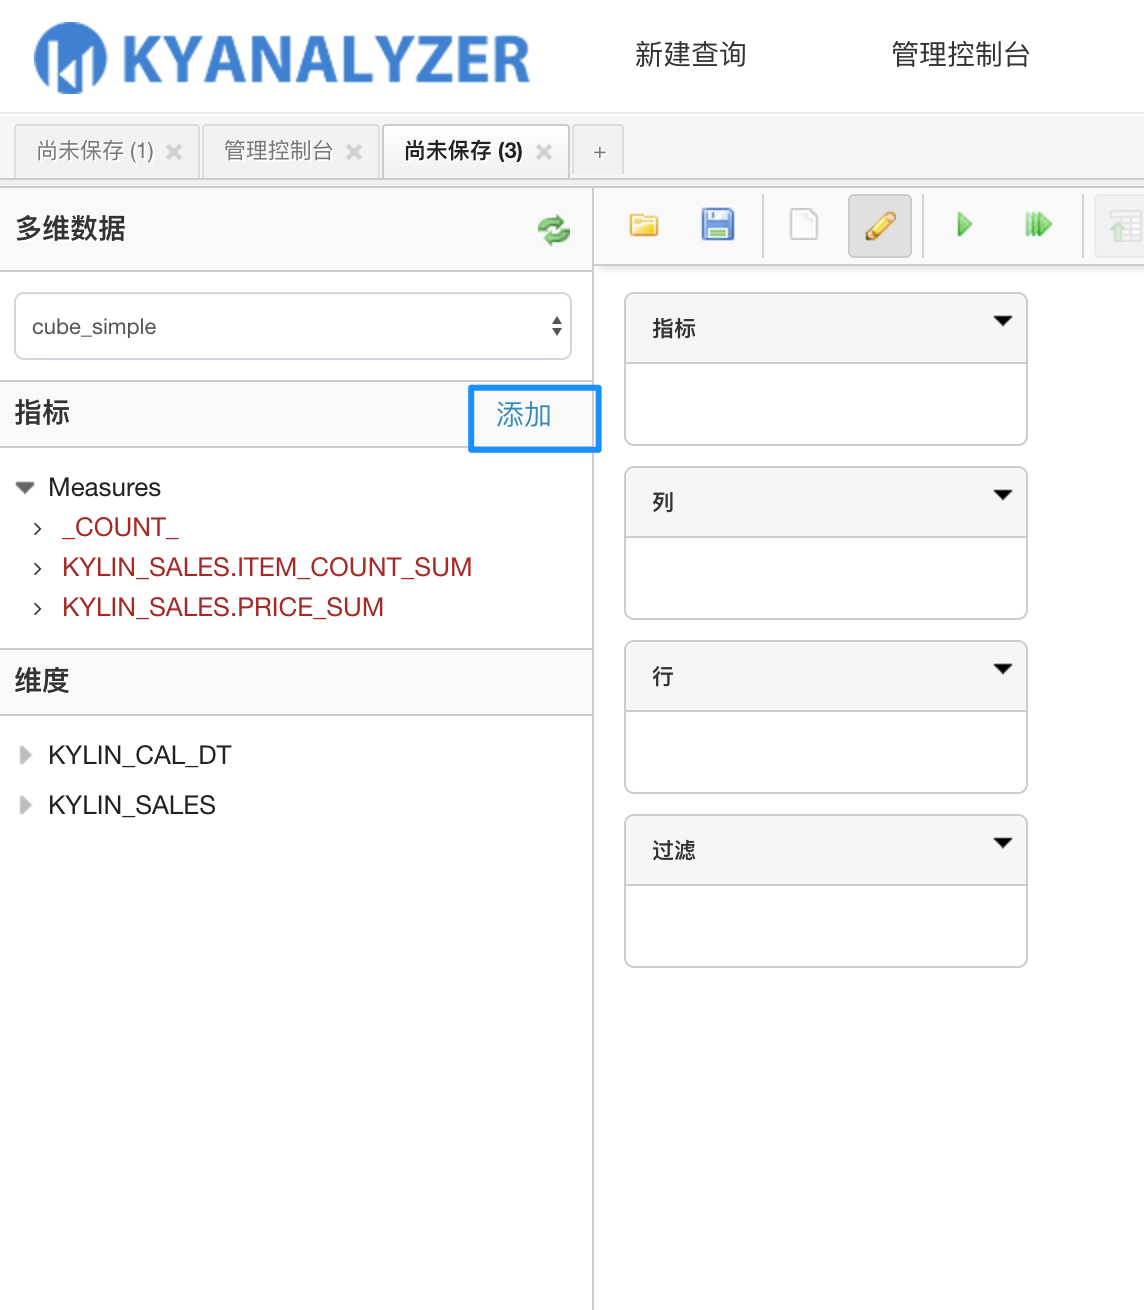 KYANALYZER
新建查询
管理控制台
尚未保存 (1)
管理控制台
尚未保存 (3)
+
多维数据
cube_simple
指标
添加
Measures
_COUNT_
KYLIN_SALES.ITEM_COUNT_SUM
KYLIN_SALES.PRICE_SUM
维度
KYLIN_CAL_DT
KYLIN_SALES
指标
列
行
过滤